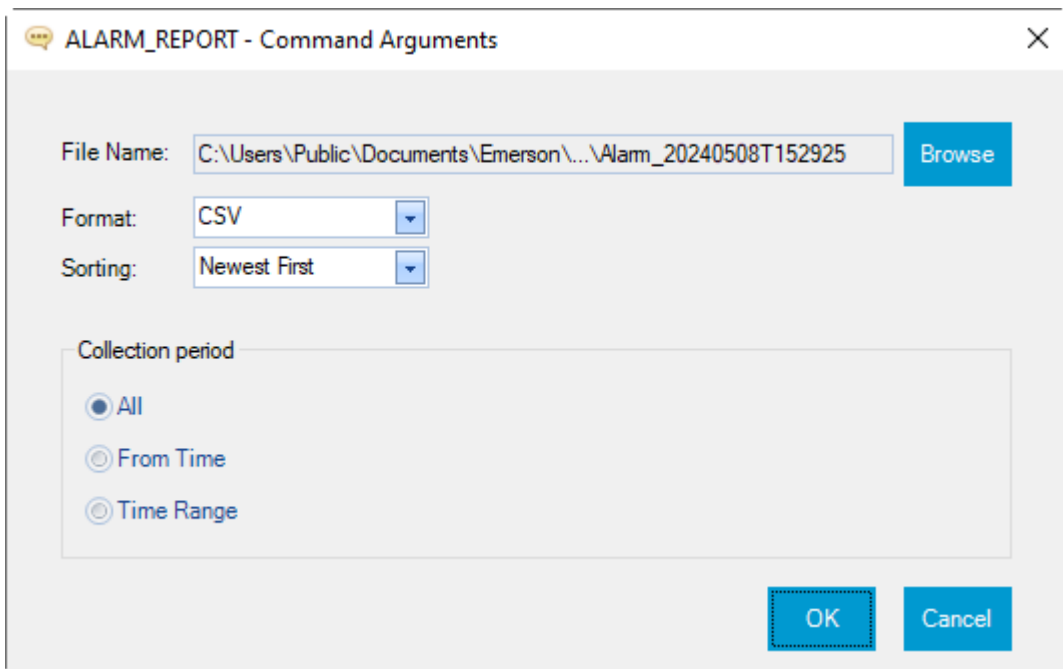 ALARM_REPORT - Command Arguments
File Name: C:\Users\Public\Documents\Emerson\...\Alarm_20240508T152925 Browse
Format: CSV
Sorting: Newest First
Collection period
All
From Time
Time Range
OK Cancel